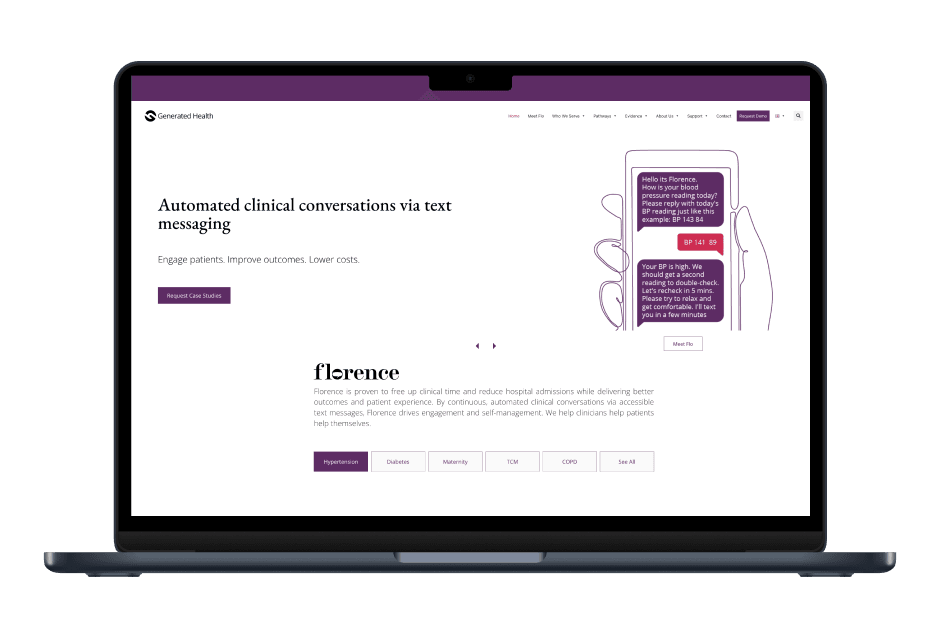 Generated Health
Home Meet Flo Who We Serve Pathways Evidence About Us Support Contact Request Demo
Automated clinical conversations via text
messaging
Engage patients. Improve outcomes. Lower costs.
Request Case Studies
Hello its Florence.
How is your blood
pressure reading today?
Please reply with today's
BP reading just like this
example: BP 143 84
BP 141 89
Your BP is high. We
should get a second
reading to double-check.
Let's recheck in 5 mins.
Please try to relax and
get comfortable. I'll text
you in a few minutes
Meet Flo
florence
Florence is proven to free up clinical time and reduce hospital admissions while delivering better
outcomes and patient experience. By continuous, automated clinical conversations via accessible
text messages, Florence drives engagement and self-management. We help clinicians help patients
help themselves.
Hypertension Diabetes Maternity TCM COPD See All